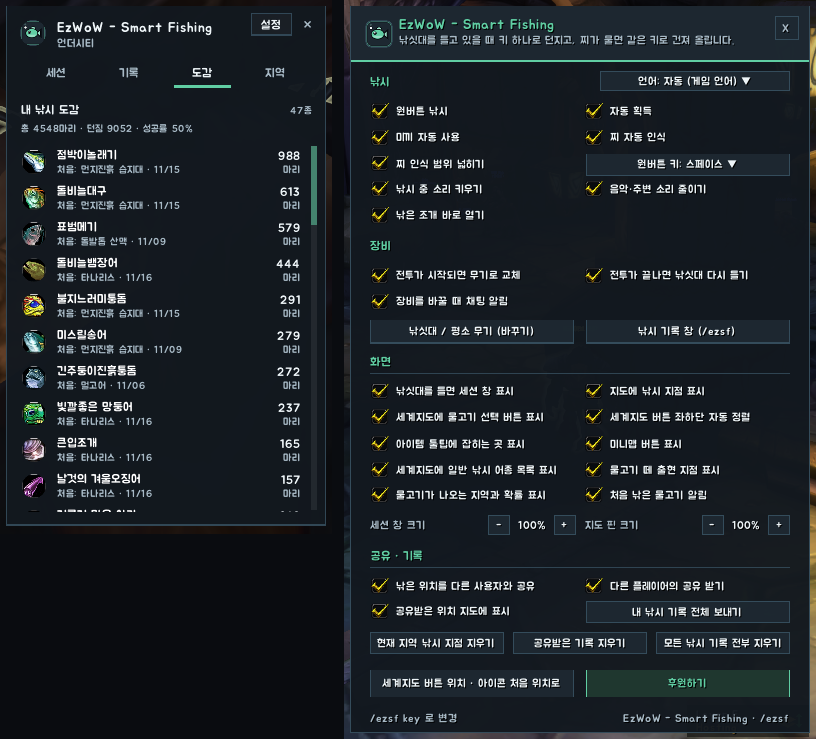 EzWoW - Smart Fishing
언더시티
설정
×
세션 기록 도감 지역
내 낚시 도감 47종
총 4548마리 · 던짐 9052 · 성공률 50%
점박이놀래기 988
처음: 먼지진흙 습지대 · 11/15 마리
돌비늘대구 613
처음: 먼지진흙 습지대 · 11/15 마리
표범메기 579
처음: 돌발톱 산맥 · 11/09 마리
돌비늘뱀장어 444
처음: 타나리스 · 11/16 마리
불지느러미퉁돔 291
처음: 먼지진흙 습지대 · 11/15 마리
미스릴송어 279
처음: 먼지진흙 습지대 · 11/09 마리
긴주둥이진흙퉁돔 272
처음: 멀고어 · 11/06 마리
빛깔좋은 망둥어 237
처음: 타나리스 · 11/16 마리
큰입조개 165
처음: 타나리스 · 11/16 마리
날것의 겨울오징어 157
처음: 타나리스 · 11/16 마리
EzWoW - Smart Fishing
낚싯대를 들고 있을 때 키 하나로 던지고, 찌가 물면 같은 키로 건져 올립니다.
X
낚시 언어: 자동 (게임 언어) ▼
원버튼 낚시 자동 획득
미끼 자동 사용 찌 자동 인식
찌 인식 범위 넓히기 원버튼 키: 스페이스 ▼
낚시 중 소리 키우기 음악·주변 소리 줄이기
낚은 조개 바로 열기
장비
전투가 시작되면 무기로 교체 전투가 끝나면 낚싯대 다시 들기
장비를 바꿀 때 채팅 알림
낚싯대 / 평소 무기 (바꾸기) 낚시 기록 창 (/ezsf)
화면
낚싯대를 들면 세션 창 표시 지도에 낚시 지점 표시
세계지도에 물고기 선택 버튼 표시 세계지도 버튼 좌하단 자동 정렬
아이템 툴팁에 잡히는 곳 표시 미니맵 버튼 표시
세계지도에 일반 낚시 어종 목록 표시 물고기 떼 출현 지점 표시
물고기가 나오는 지역과 확률 표시 처음 낚은 물고기 알림
세션 창 크기 - 100% + 지도 핀 크기 - 100% +
공유 · 기록
낚은 위치를 다른 사용자와 공유 다른 플레이어의 공유 받기
공유받은 위치 지도에 표시 내 낚시 기록 전체 보내기
현재 지역 낚시 지점 지우기 공유받은 기록 지우기 모든 낚시 기록 전부 지우기
세계지도 버튼 위치 · 아이콘 처음 위치로 후원하기
/ezsf key 로 변경 EzWoW - Smart Fishing · /ezsf